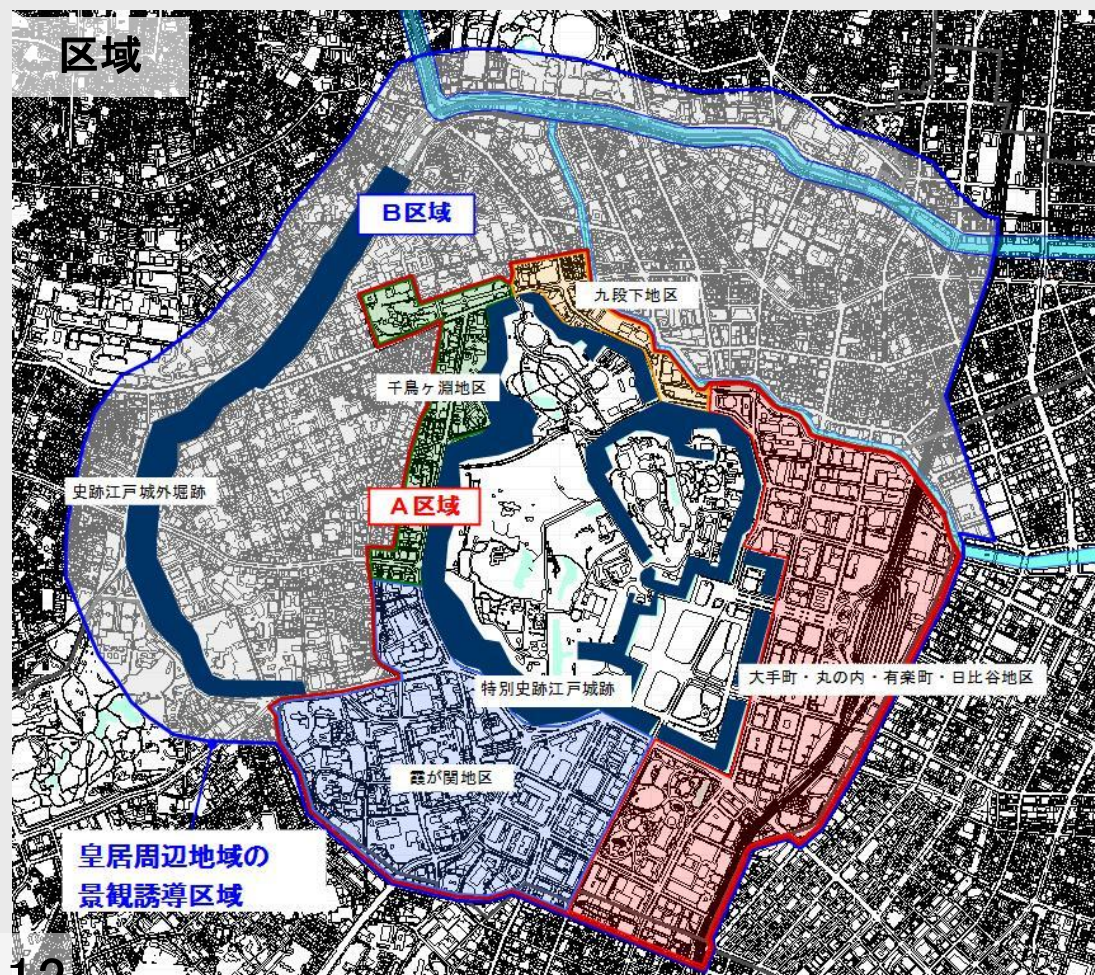 区域
B区域
九段下地区
千鳥ヶ淵地区
史跡江戸城外堀跡
A区域
大手町・丸の内・有楽町・日比谷地区
特別史跡江戸城跡
霞が関地区
皇居周辺地域の
景観誘導区域
12